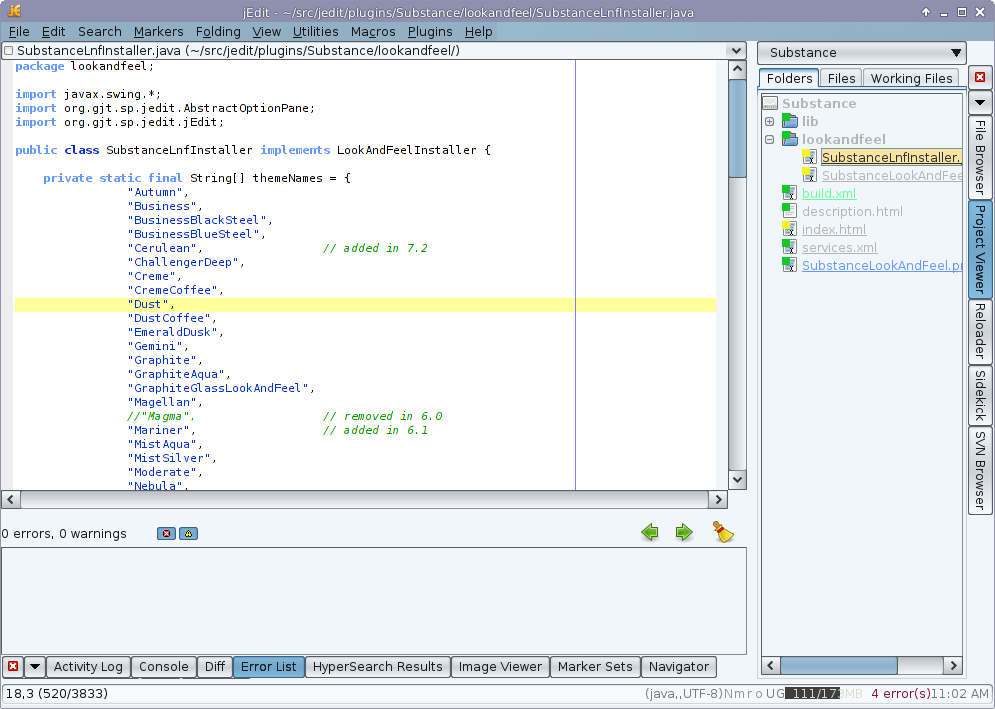 jEdit - ~/src/jedit/plugins/Substance/lookandfeel/SubstanceLnfInstaller.java
File Edit Search Markers Folding View Utilities Macros Plugins Help
SubstanceLnfInstaller.java (~/src/jedit/plugins/Substance/lookandfeel/)
package lookandfeel;
import javax.swing.*;
import org.gjt.sp.jedit.AbstractOptionPane;
import org.gjt.sp.jedit.jEdit;
public class SubstanceLnfInstaller implements LookAndFeelInstaller {
private static final String[] themeNames = {
"Autumn",
"Business",
"BusinessBlackSteel",
"BusinessBlueSteel",
"Cerulean", // added in 7.2
"ChallengerDeep",
"Creme",
"CremeCoffee",
"Dust",
"DustCoffee",
"EmeraldDusk",
"Gemini",
"Graphite",
"GraphiteAqua",
"GraphiteGlassLookAndFeel",
"Magellan",
//"Magma", // removed in 6.0
"Mariner", // added in 6.1
"MistAqua",
"MistSilver",
"Moderate",
"Nebula",
Substance
Folders Files Working Files
Substance
lib
lookandfeel
SubstanceLnfInstaller.
SubstanceLookAndFee
build.xml
description.html
index.html
services.xml
SubstanceLookAndFeel.pr
File Browser
Project Viewer
Reloader
Sidekick
SVN Browser
0 errors, 0 warnings
Activity Log Console Diff Error List HyperSearch Results Image Viewer Marker Sets Navigator
18,3 (520/3833) (java,,UTF-8)NmroUG 111/173MB 4 error(s)11:02 AM